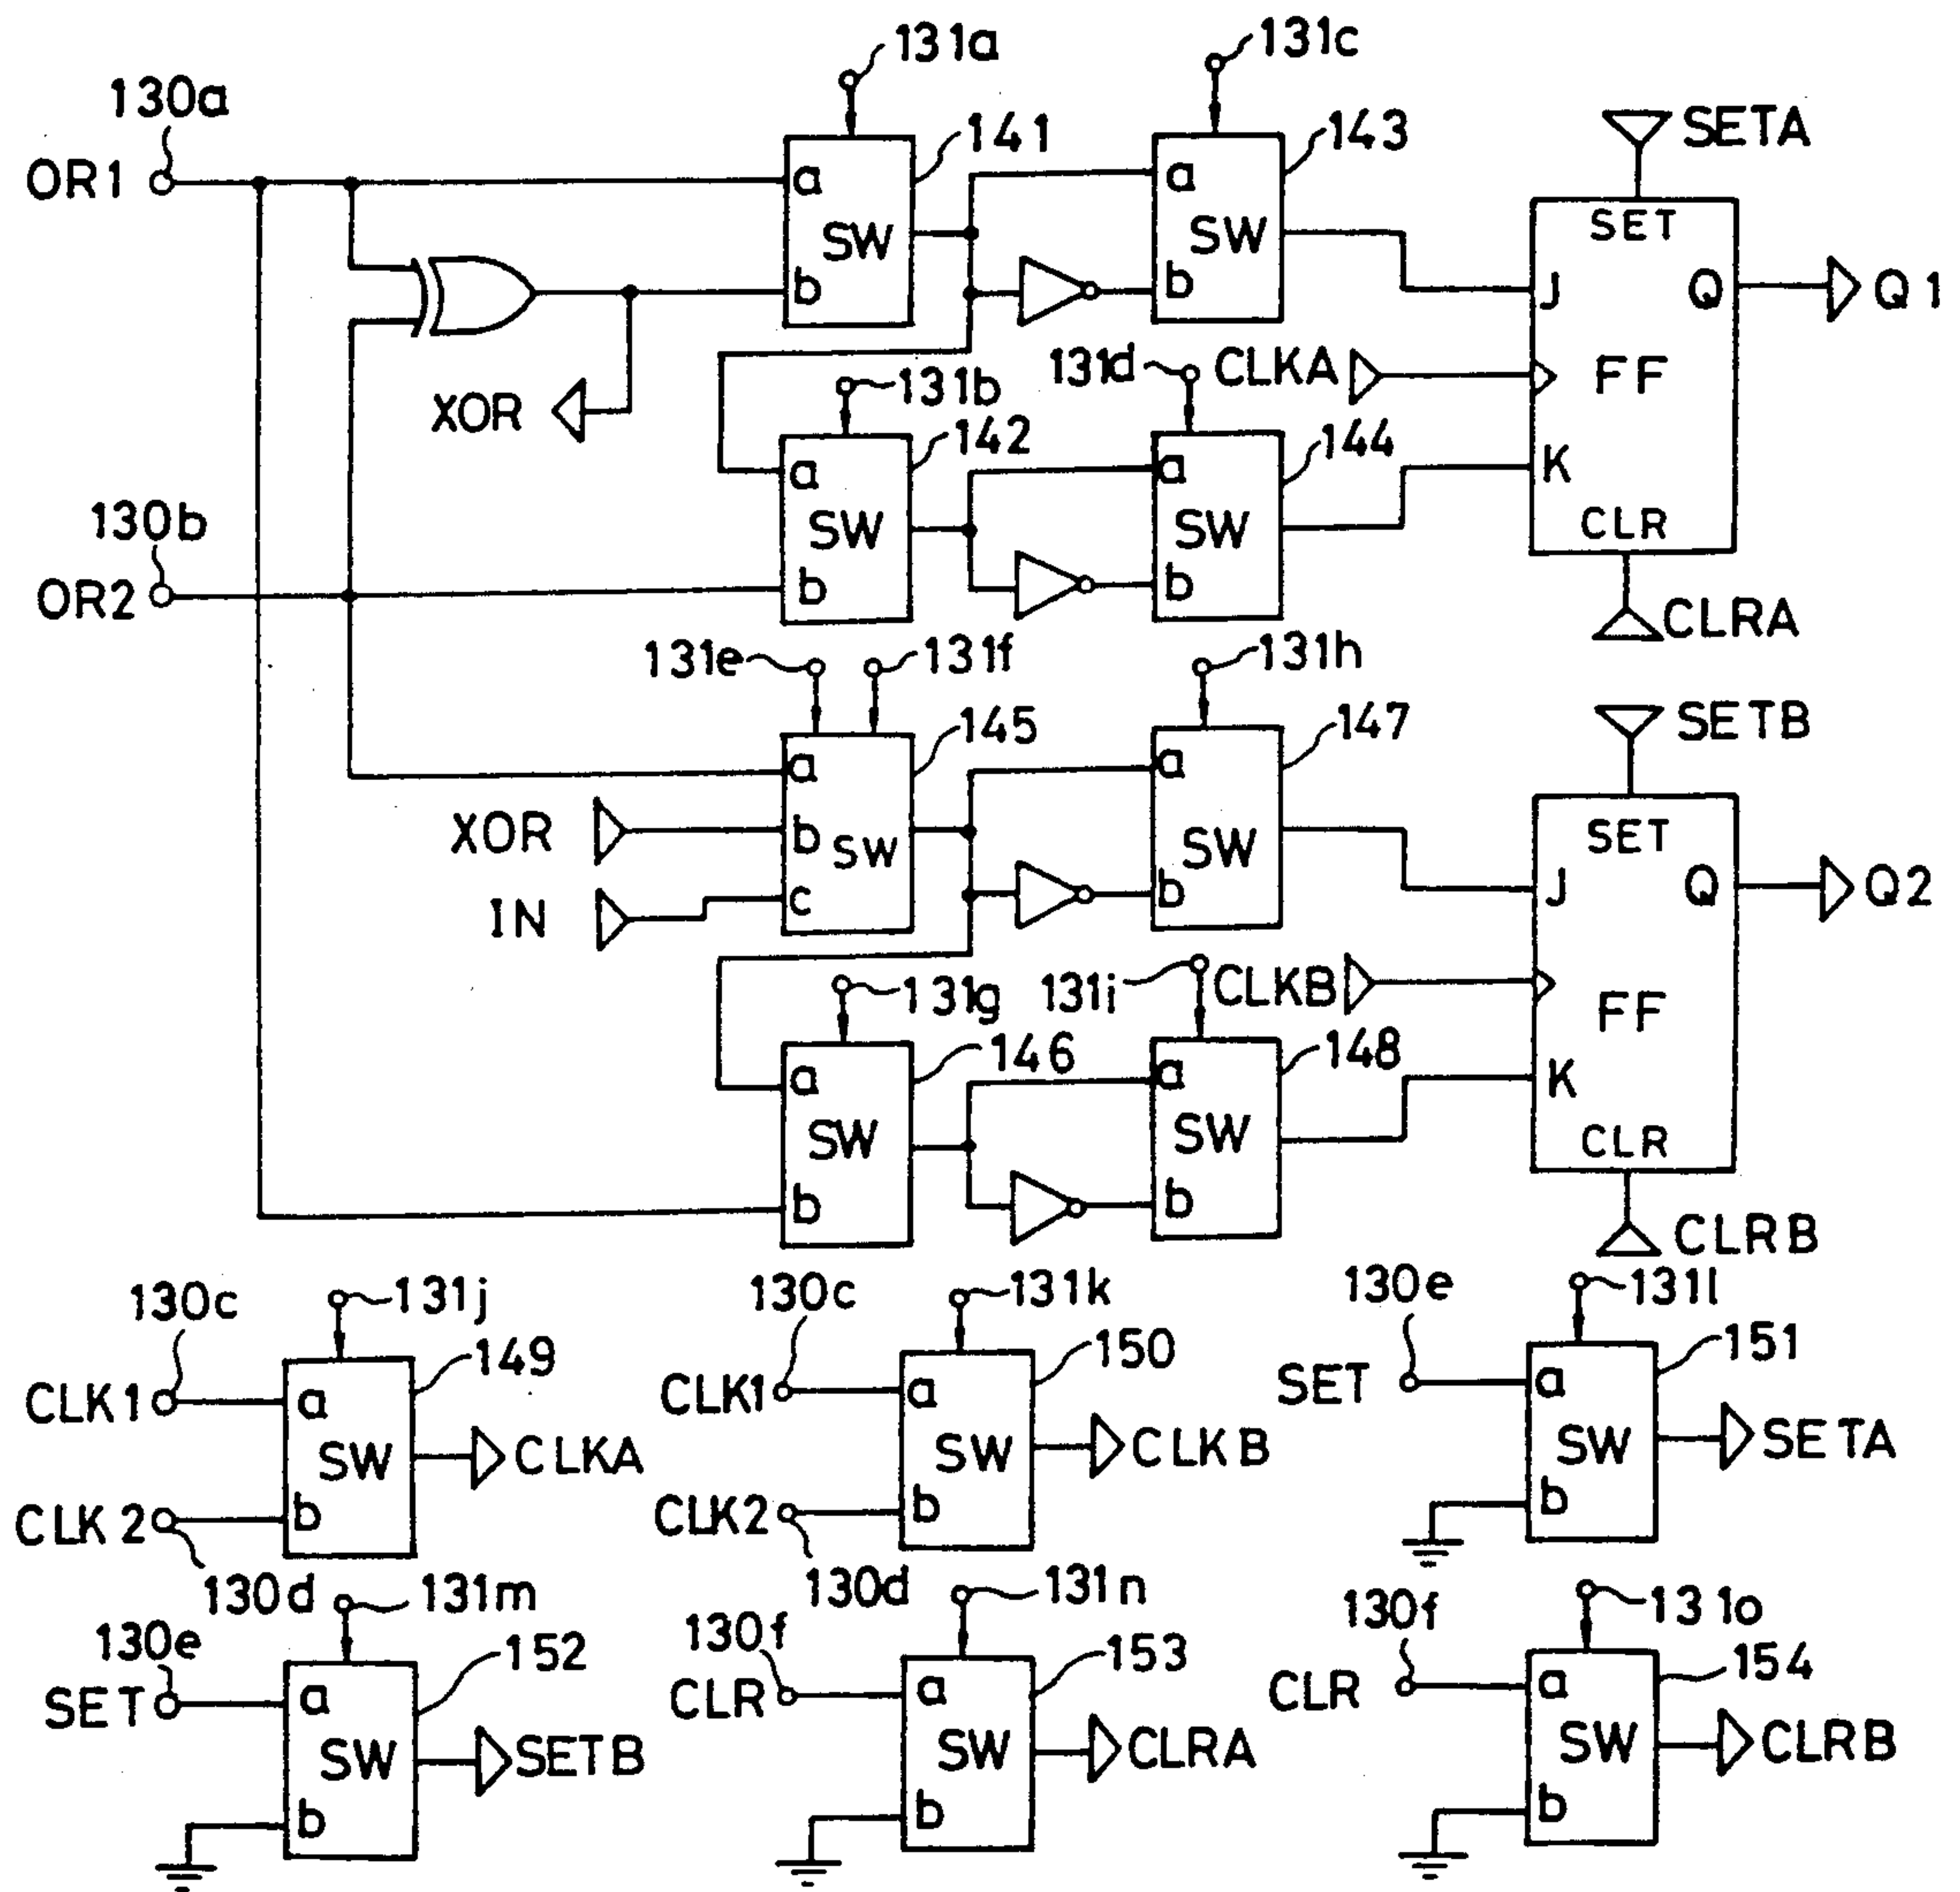 131a
131c
130a
141
143
SETA
OR1
a
a
SET
SW
SW
b
b
J
Q
Q1
131d
CLKA
FF
XOR
131b
142
144
a
a
K
130b
SW
SW
CLR
OR2
b
b
CLRA
131e
131f
131h
145
147
SETB
a
a
XOR
b
SW
SW
SET
IN
c
b
J
Q
Q2
131g
131i
CLKB
FF
146
148
a
a
K
SW
SW
CLR
b
b
CLRB
130c
131j
130c
131k
130e
131l
149
150
151
CLK1
a
CLK1
a
SET
a
SW
CLKA
SW
CLKB
SW
SETA
CLK2
b
CLK2
b
b
130d
131m
130d
131n
130f
131o
130e
152
130f
153
154
SET
a
CLR
a
CLR
a
SW
SETB
SW
CLRA
SW
CLRB
b
b
b